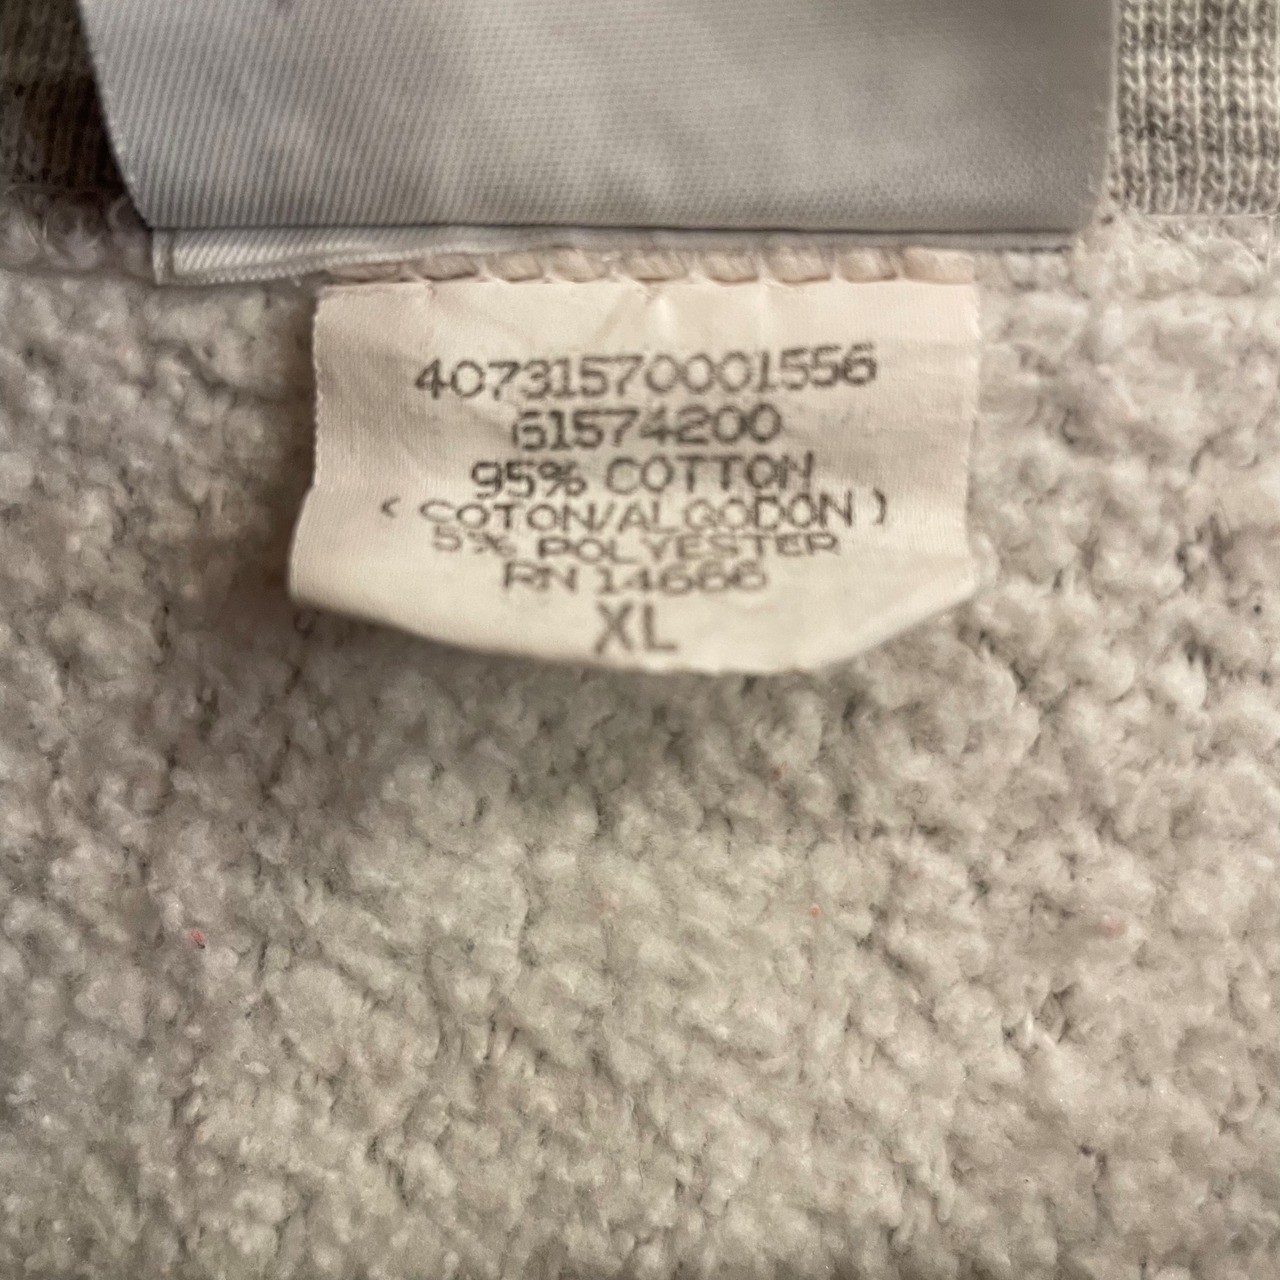 40731570001556
61574200
95% COTTON
( COTON/ALGODON )
5% POLYESTER
RN 14666
XL